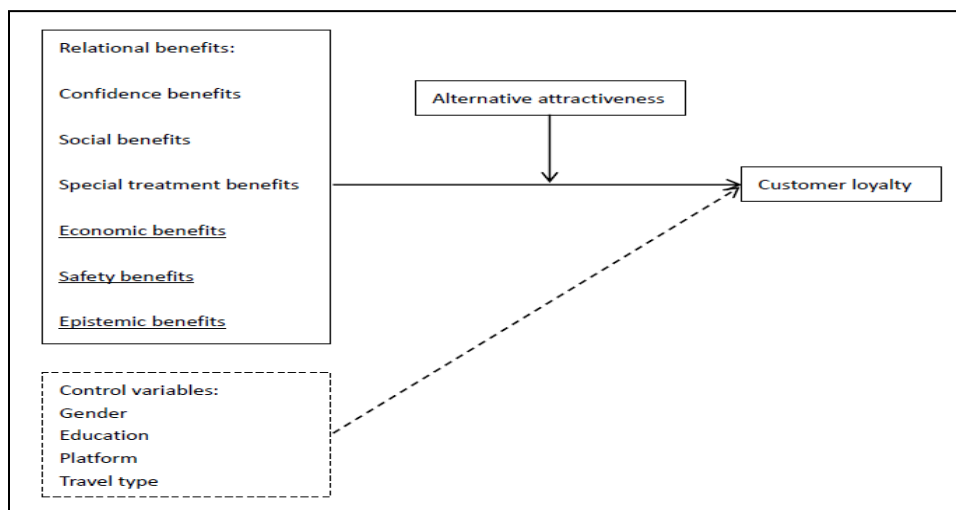 Relational benefits:
Confidence benefits
Social benefits
Special treatment benefits
Economic benefits
Safety benefits
Epistemic benefits
Alternative attractiveness
Customer loyalty
Control variables:
Gender
Education
Platform
Travel type